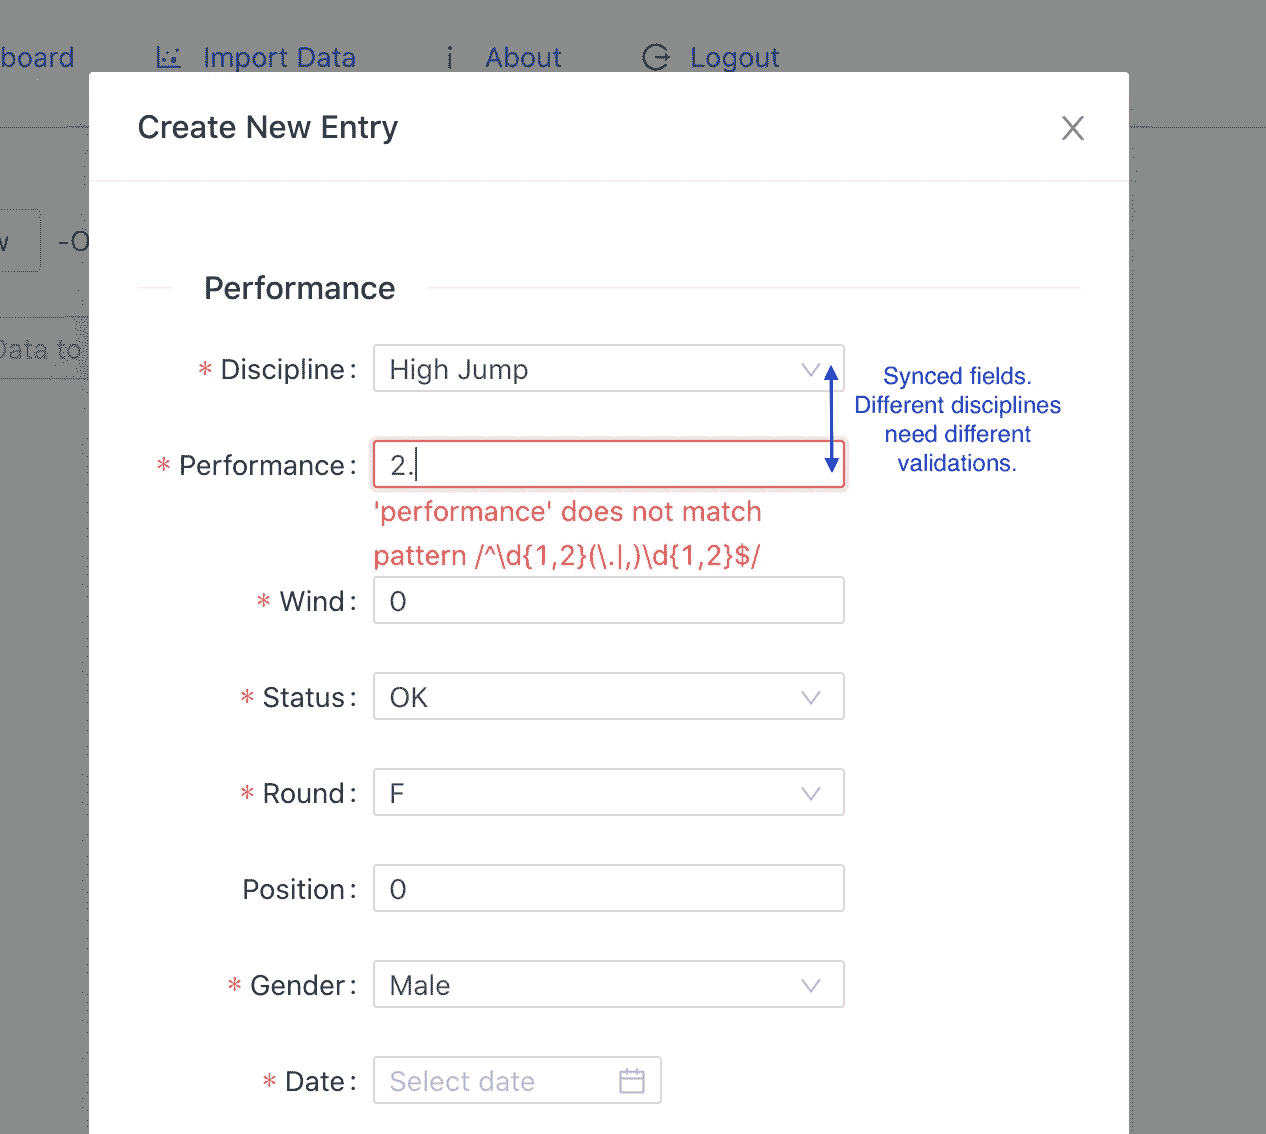 board Import Data i About Logout
Create New Entry
-O
Performance
* Discipline: High Jump
Synced fields.
Different disciplines
need different
validations.
* Performance: 2.
'performance' does not match
pattern /^\d{1,2}(\.|,)\d{1,2}$/
Data to
* Wind: 0
* Status: OK
* Round: F
Position: 0
* Gender: Male
* Date: Select date